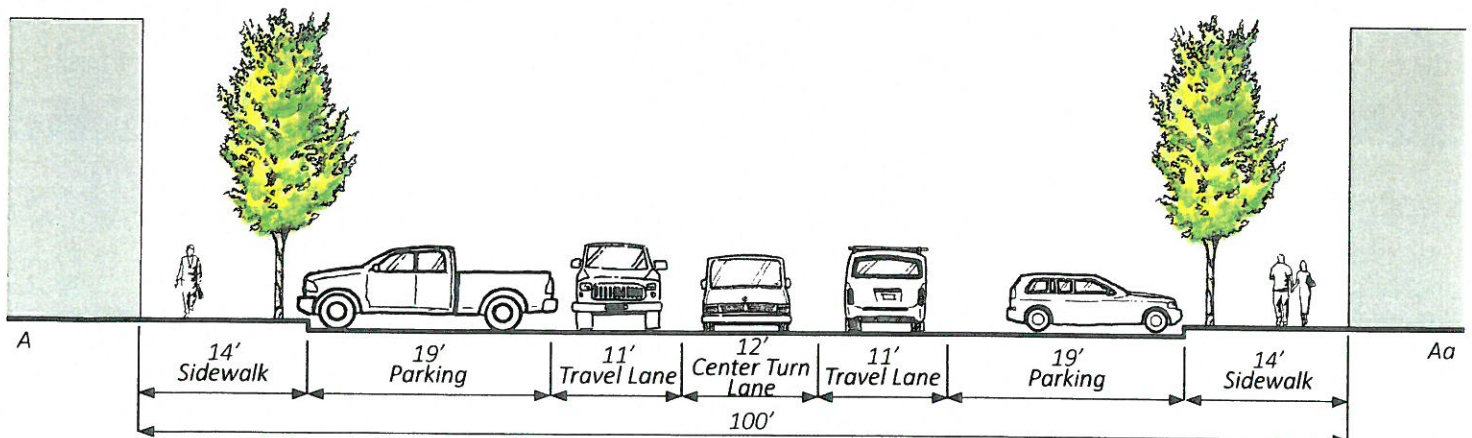 A
Aa
14'
Sidewalk
19'
Parking
11'
Travel Lane
12'
Center Turn
Lane
11'
Travel Lane
19'
Parking
14'
Sidewalk
100'